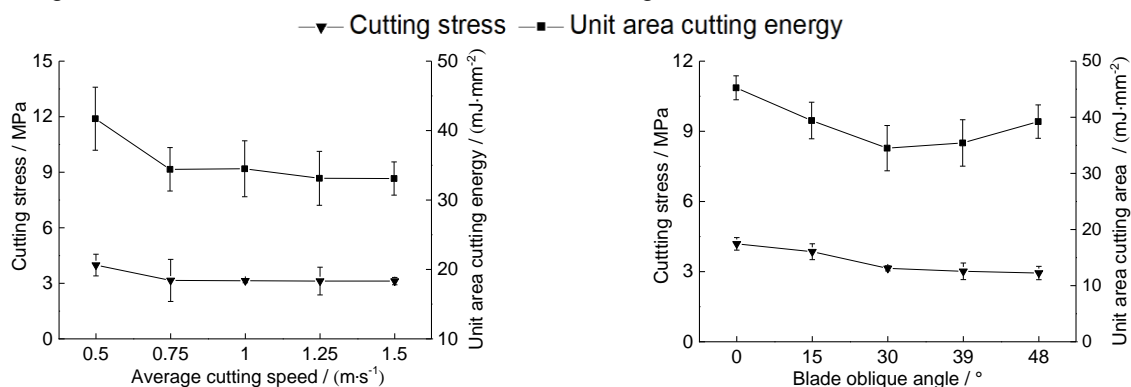 Cutting stress Unit area cutting energy
15
12
9
6
3
0
Cutting stress / MPa
50
40
30
20
10
Unit area cutting energy / (mJ·mm-2)
0.5 0.75 1 1.25 1.5
Average cutting speed / (m·s-1)
12
9
6
3
0
Cuttting stress / MPa
50
40
30
20
10
0
Unit area cutting area / (mJ·mm-2)
0 15 30 39 48
Blade oblique angle / °